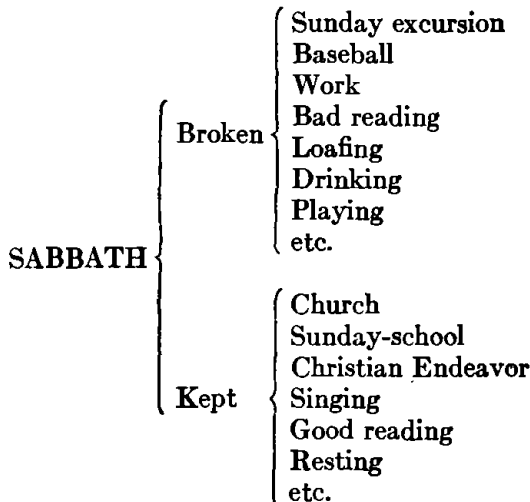 Sunday excursion
Baseball
Work
Bad reading
Broken
Loafing
Drinking
Playing
etc.
SABBATH
Church
Sunday-school
Christian Endeavor
Kept
Singing
Good reading
Resting
etc.